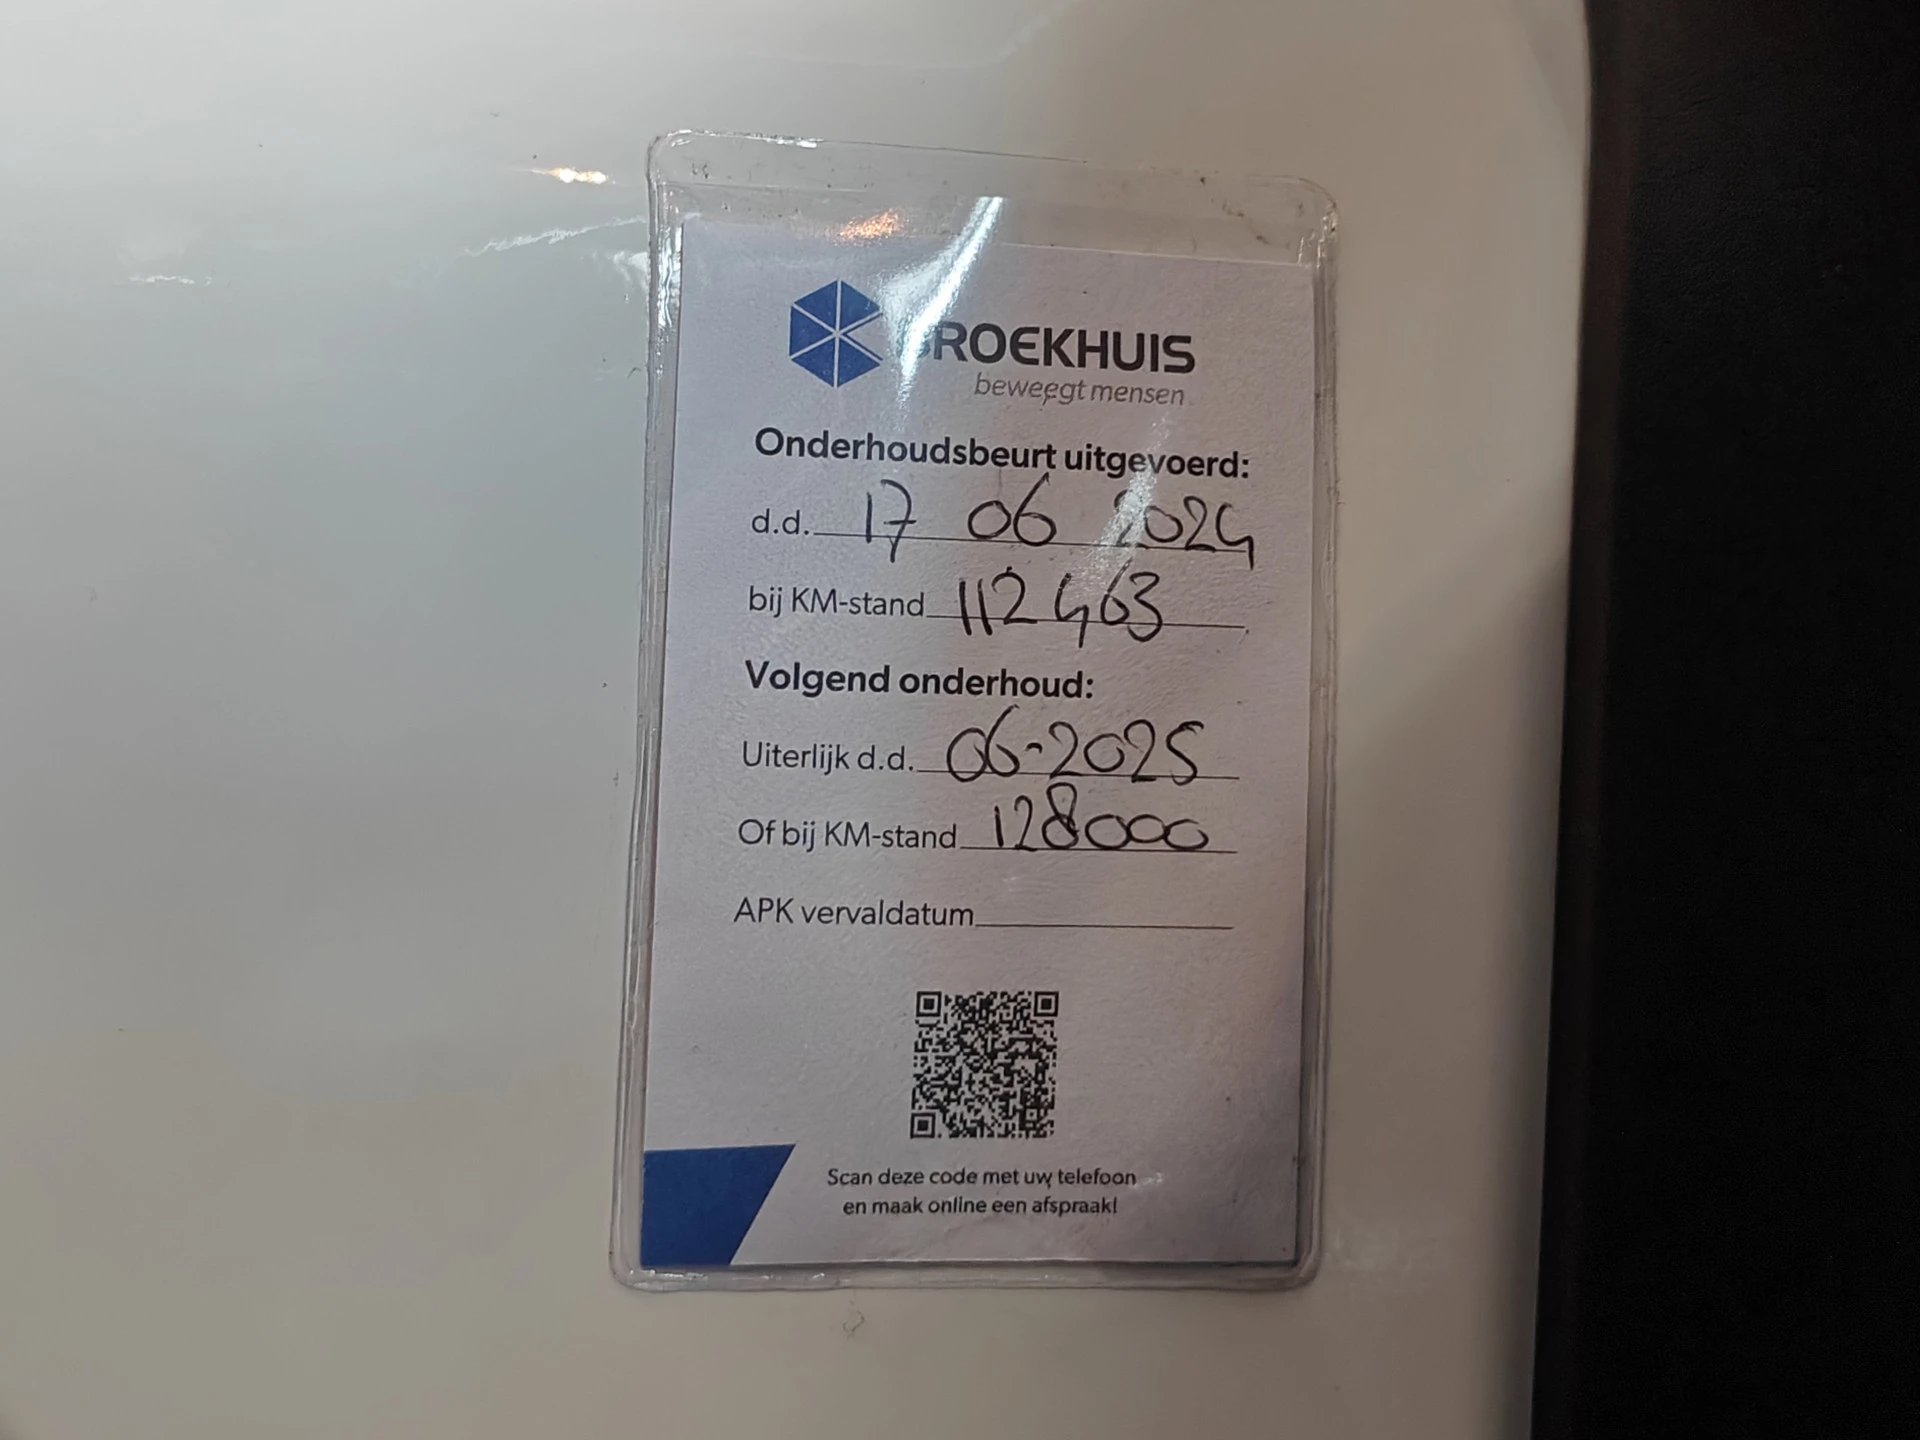 BROEKHUIS
beweegt mensen
Onderhoudsbeurt uitgevoerd:
d.d. 17 06 2024
bij KM-stand 112463
Volgend onderhoud:
Uiterlijk d.d. 06-2025
Of bij KM-stand 128000
APK vervaldatum
Scan deze code met uw telefoon
en maak online een afspraak!